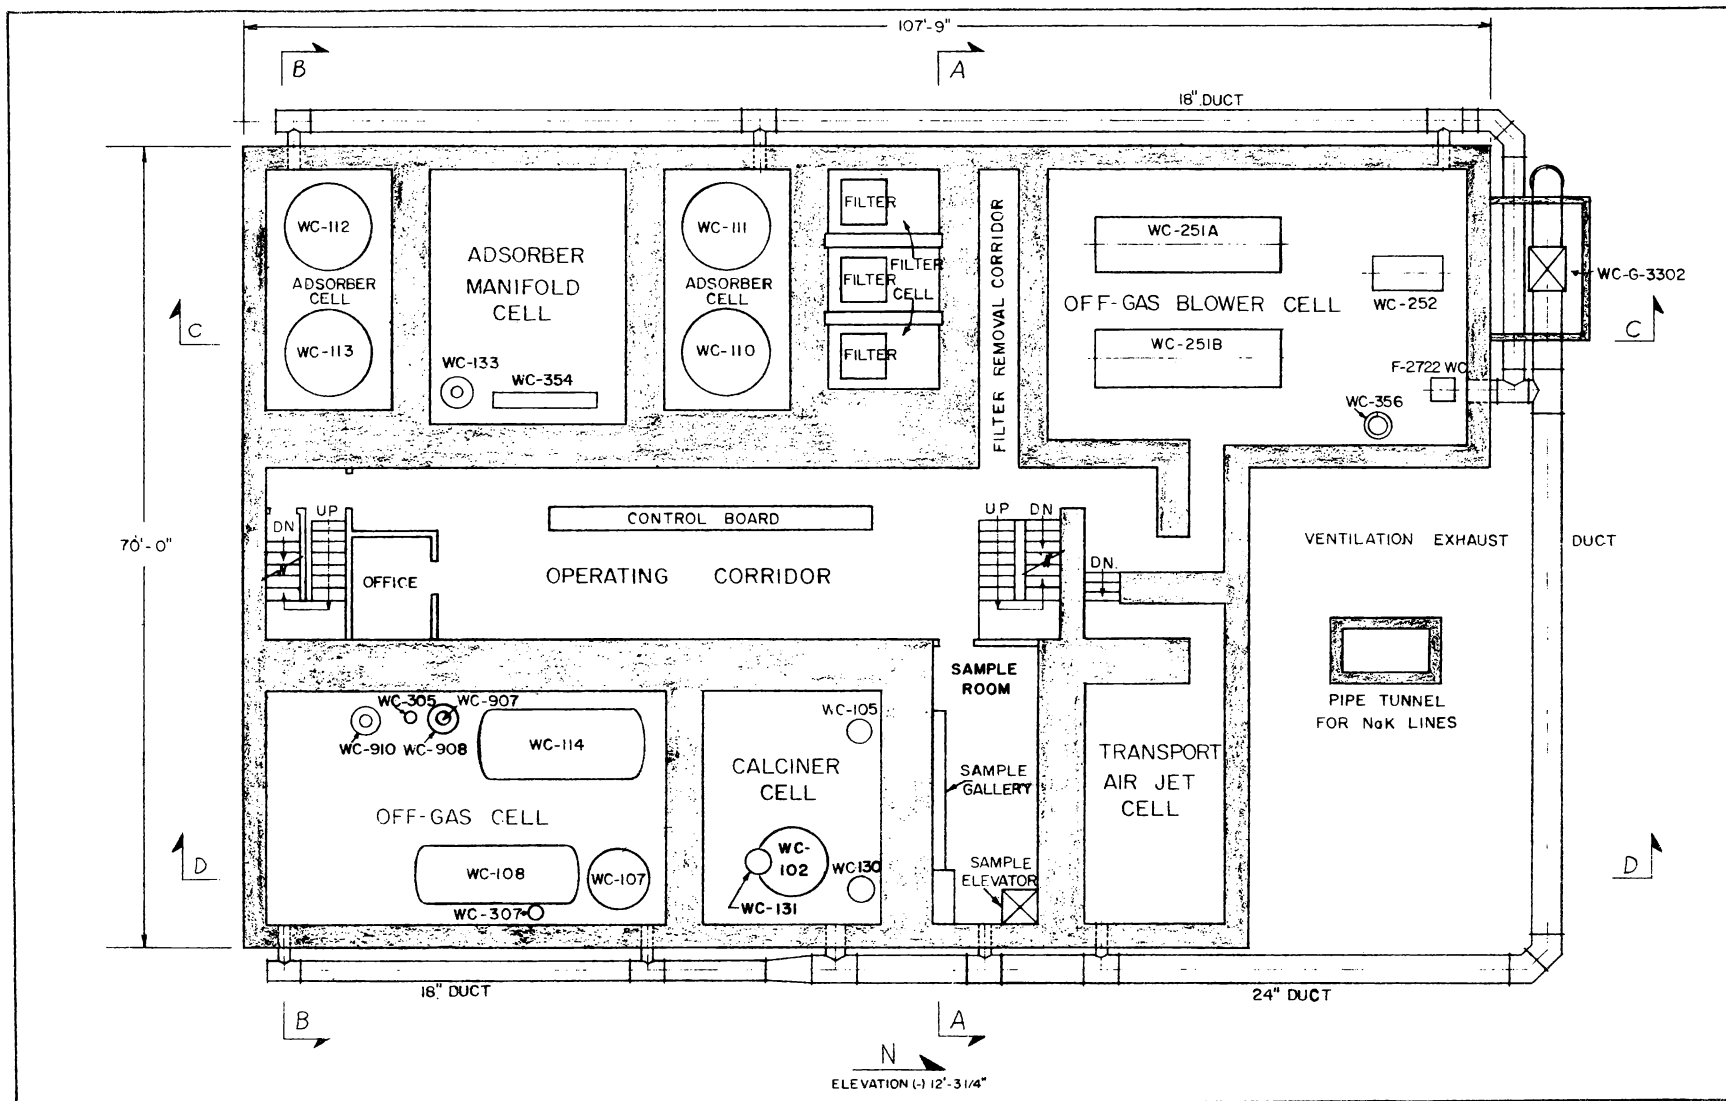 107'-9"
B
A
18" DUCT
WC-112
ADSORBER
CELL
WC-113
ADSORBER
MANIFOLD
CELL
WC-133
WC-354
WC-111
ADSORBER
CELL
WC-110
FILTER
FILTER
FILTER
FILTER
CELL
FILTER REMOVAL CORRIDOR
WC-251A
OFF-GAS BLOWER CELL
WC-251B
WC-252
F-2722 WC
WC-356
WC-G-3302
C
C
70'-0"
DN
UP
OFFICE
CONTROL BOARD
OPERATING CORRIDOR
UP
DN
DN.
VENTILATION EXHAUST DUCT
PIPE TUNNEL
FOR NaK LINES
SAMPLE
ROOM
WC-305
WC-907
WC-910
WC-908
WC-114
OFF-GAS CELL
WC-108
WC-107
WC-307
WC-105
CALCINER
CELL
WC-
102
WC130
WC-131
SAMPLE
GALLERY
SAMPLE
ELEVATOR
TRANSPORT
AIR JET
CELL
D
D
18" DUCT
24" DUCT
B
A
N
ELEVATION (-) 12'-3 1/4"